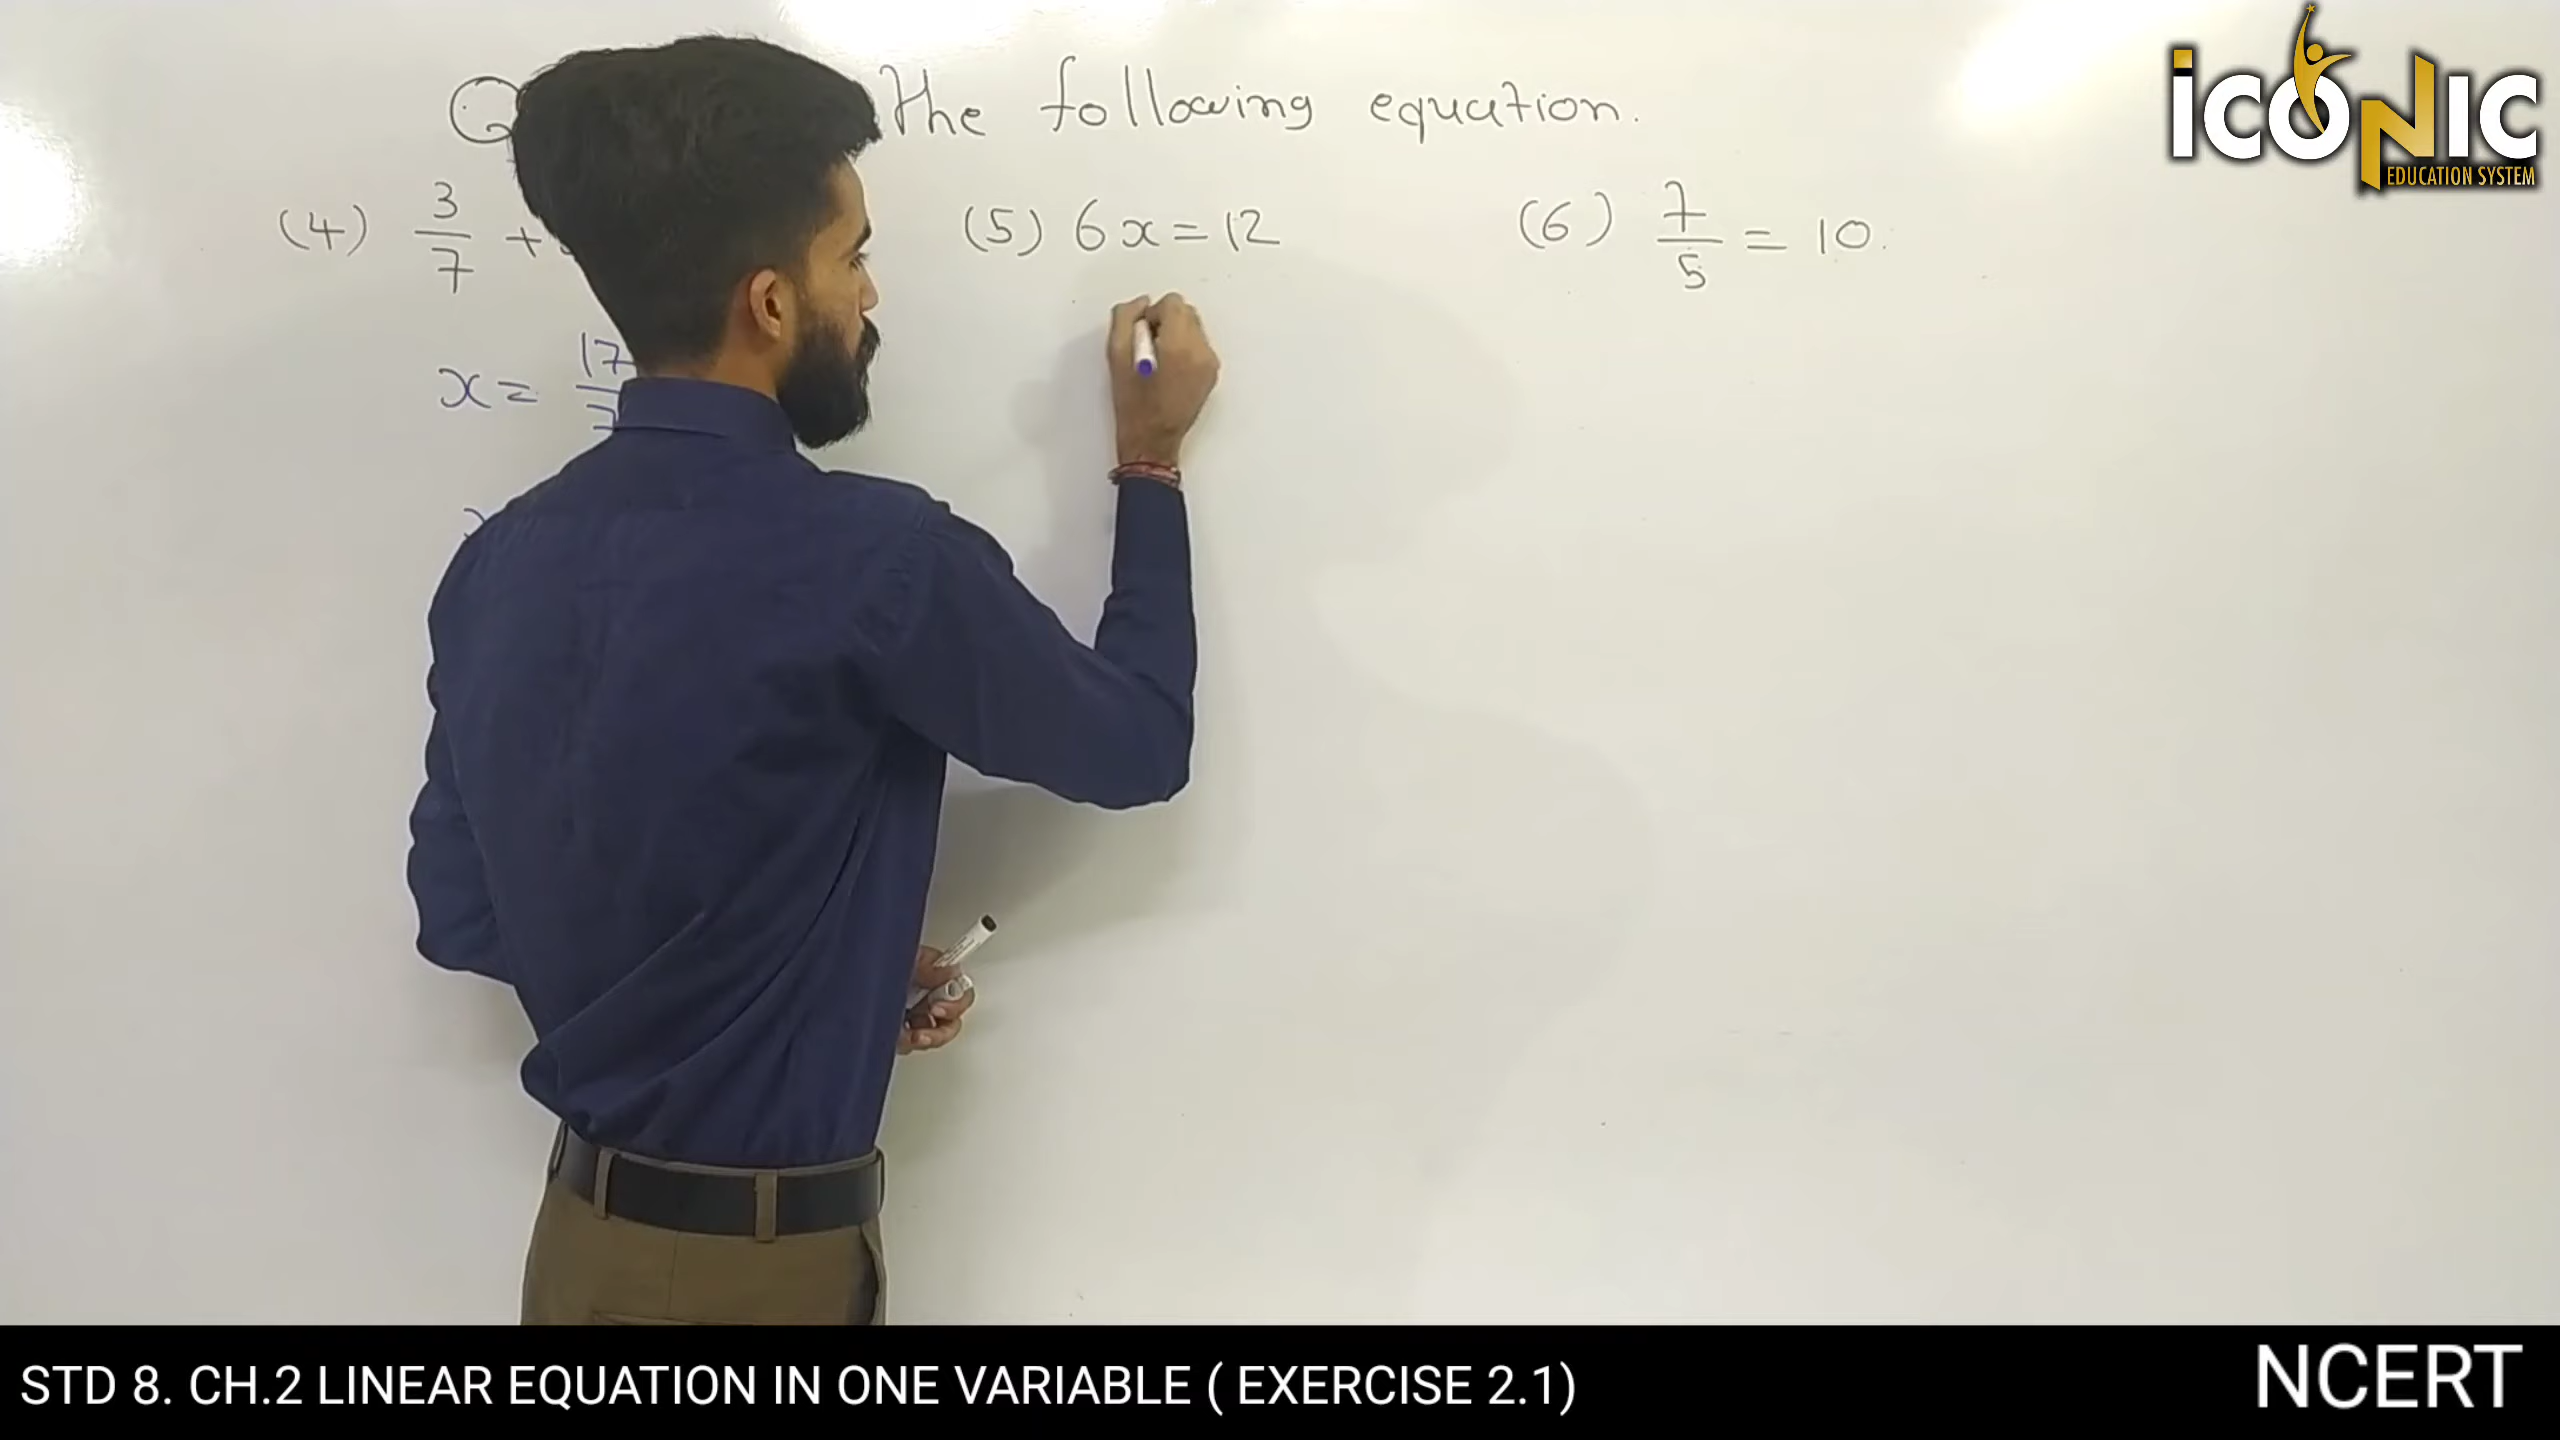 ICONIC
EDUCATION SYSTEM
The following equation.
(4) 3/7 +
(5) 6x = 12
(6) 7/5 = 10.
x = 17/7
STD 8. CH.2 LINEAR EQUATION IN ONE VARIABLE ( EXERCISE 2.1)
NCERT